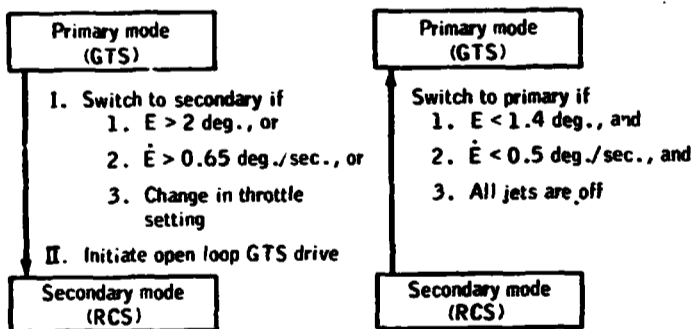 Primary mode
(GTS)
I. Switch to secondary if
1. E > 2 deg., or
2. Ė > 0.65 deg./sec., or
3. Change in throttle
setting
II. Initiate open loop GTS drive
Secondary mode
(RCS)
Primary mode
(GTS)
Switch to primary if
1. E < 1.4 deg., and
2. Ė < 0.5 deg./sec., and
3. All jets are off
Secondary mode
(RCS)